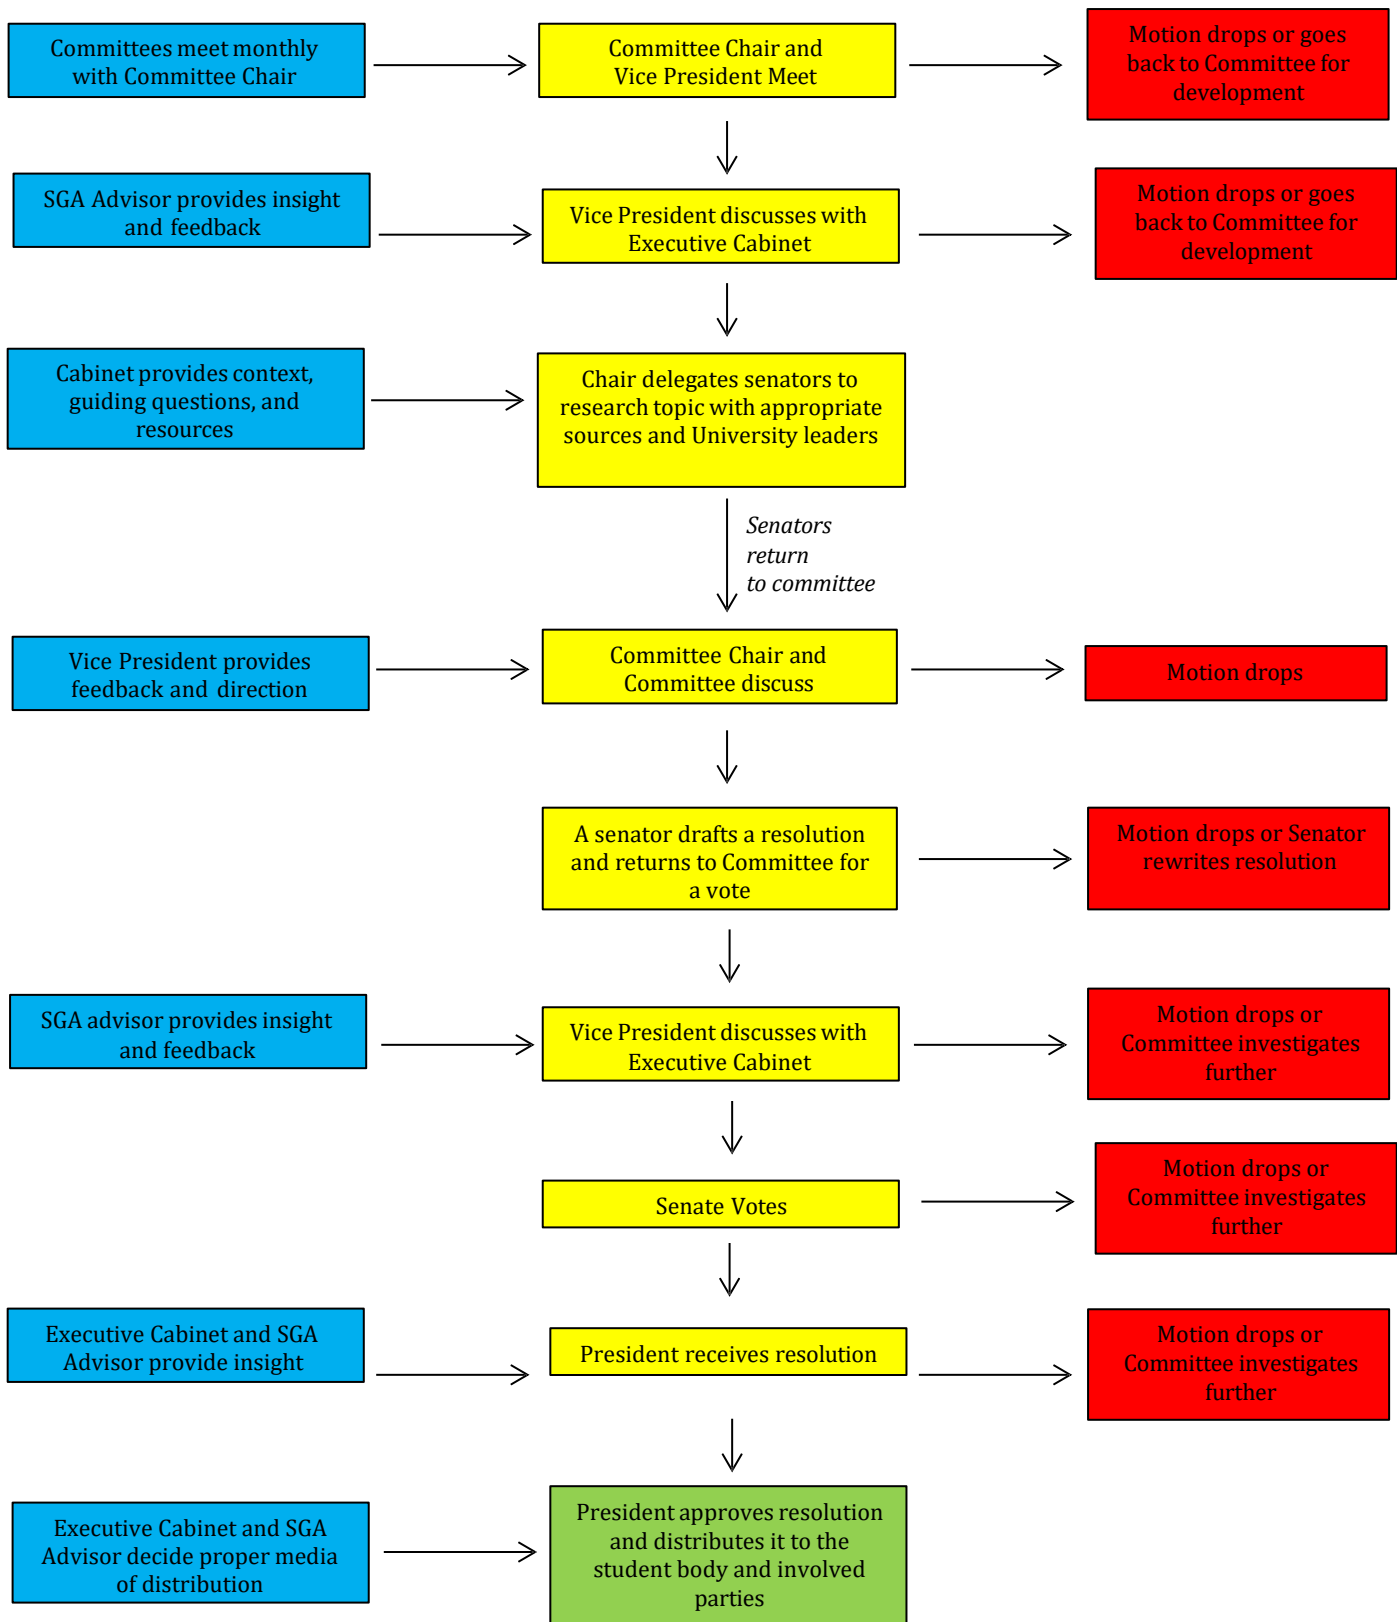 Committees meet monthly
with Committee Chair
Committee Chair and
Vice President Meet
Motion drops or goes
back to Committee for
development
SGA Advisor provides insight
and feedback
Vice President discusses with
Executive Cabinet
Motion drops or goes
back to Committee for
development
Cabinet provides context,
guiding questions, and
resources
Chair delegates senators to
research topic with appropriate
sources and University leaders
Senators
return
to committee
Vice President provides
feedback and direction
Committee Chair and
Committee discuss
Motion drops
A senator drafts a resolution
and returns to Committee for
a vote
Motion drops or Senator
rewrites resolution
SGA advisor provides insight
and feedback
Vice President discusses with
Executive Cabinet
Motion drops or
Committee investigates
further
Senate Votes
Motion drops or
Committee investigates
further
Executive Cabinet and SGA
Advisor provide insight
President receives resolution
Motion drops or
Committee investigates
further
Executive Cabinet and SGA
Advisor decide proper media
of distribution
President approves resolution
and distributes it to the
student body and involved
parties